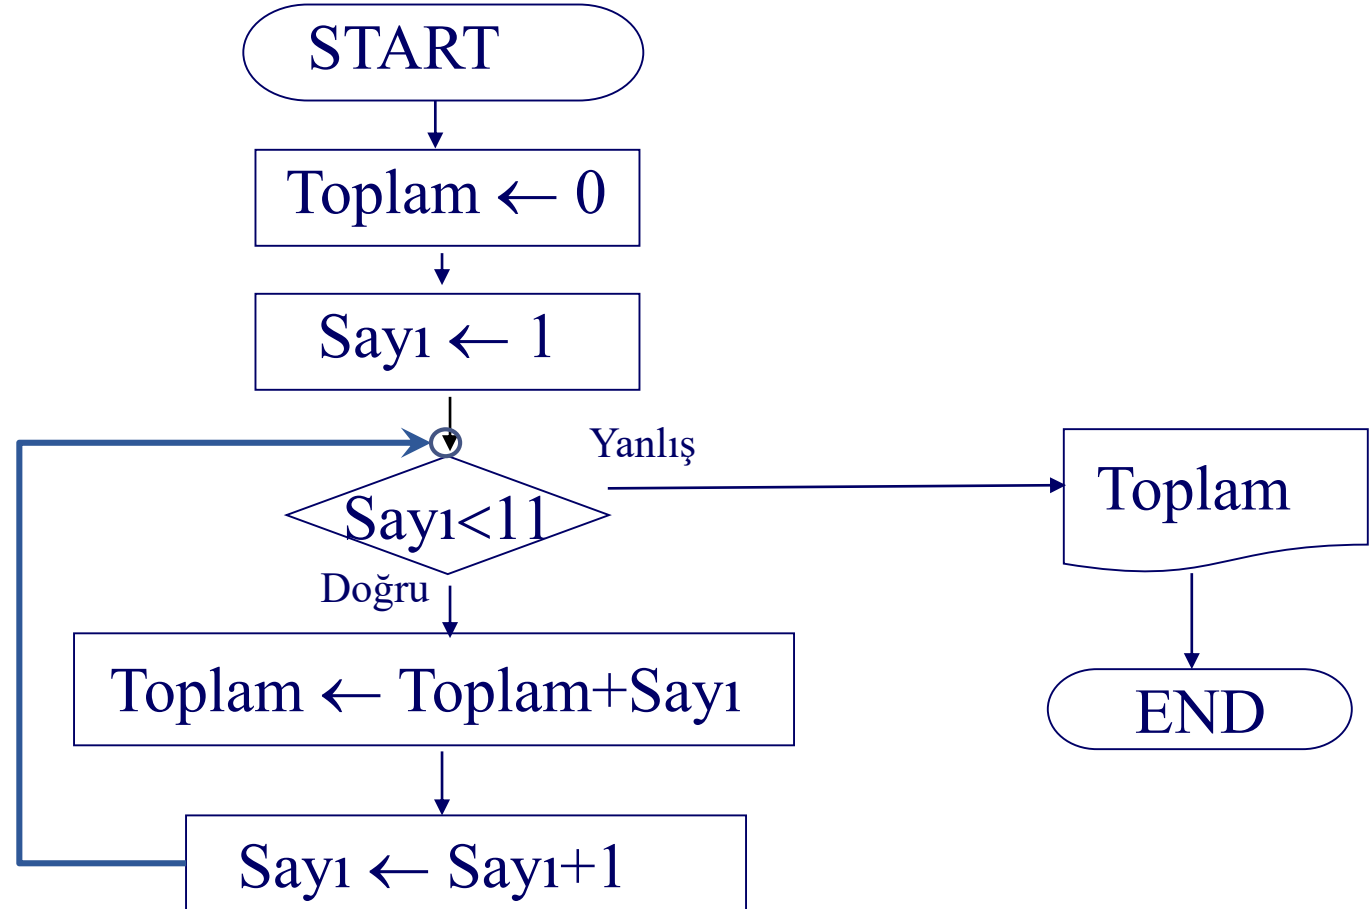 START
Toplam ← 0
Sayı ← 1
Yanlış
Sayı<11
Toplam
Doğru
Toplam ← Toplam+Sayı
END
Sayı ← Sayı+1